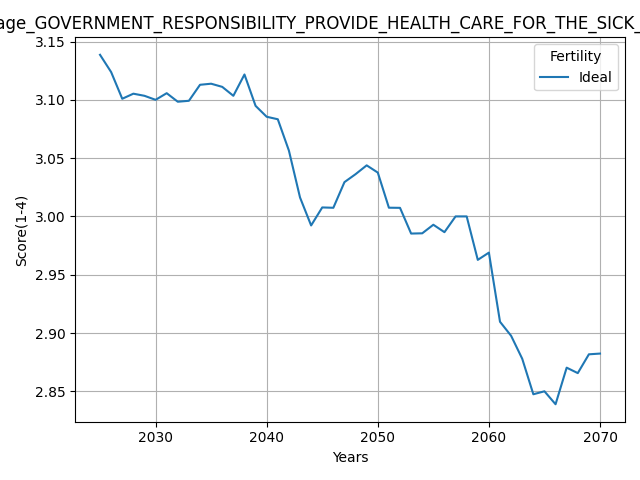 age_GOVERNMENT_RESPONSIBILITY_PROVIDE_HEALTH_CARE_FOR_THE_SICK_
3.15
3.10
3.05
3.00
2.95
2.90
2.85
Score(1-4)
Fertility
Ideal
2030 2040 2050 2060 2070
Years